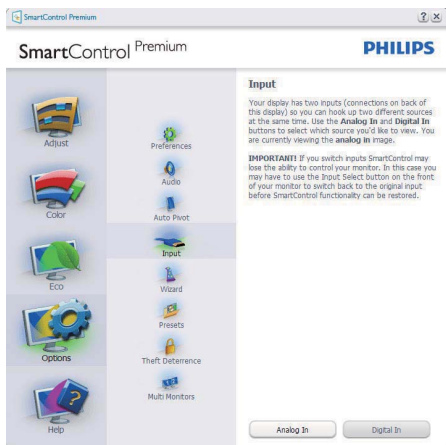 SmartControl Premium
? ×
SmartControl Premium
PHILIPS
Adjust
Color
Eco
Options
Help
Preferences
Audio
Auto Pivot
Input
Wizard
Presets
Theft Deterrence
Multi Monitors
Input
Your display has two inputs (connections on back of
this display) so you can hook up two different sources
at the same time. Use the Analog In and Digital In
buttons to select which source you'd like to view. You
are currently viewing the analog in image.
IMPORTANT! If you switch inputs SmartControl may
lose the ability to control your monitor. In this case you
may have to use the Input Select button on the front
of your monitor to switch back to the original input
before SmartControl functionality can be restored.
Analog In
Digital In